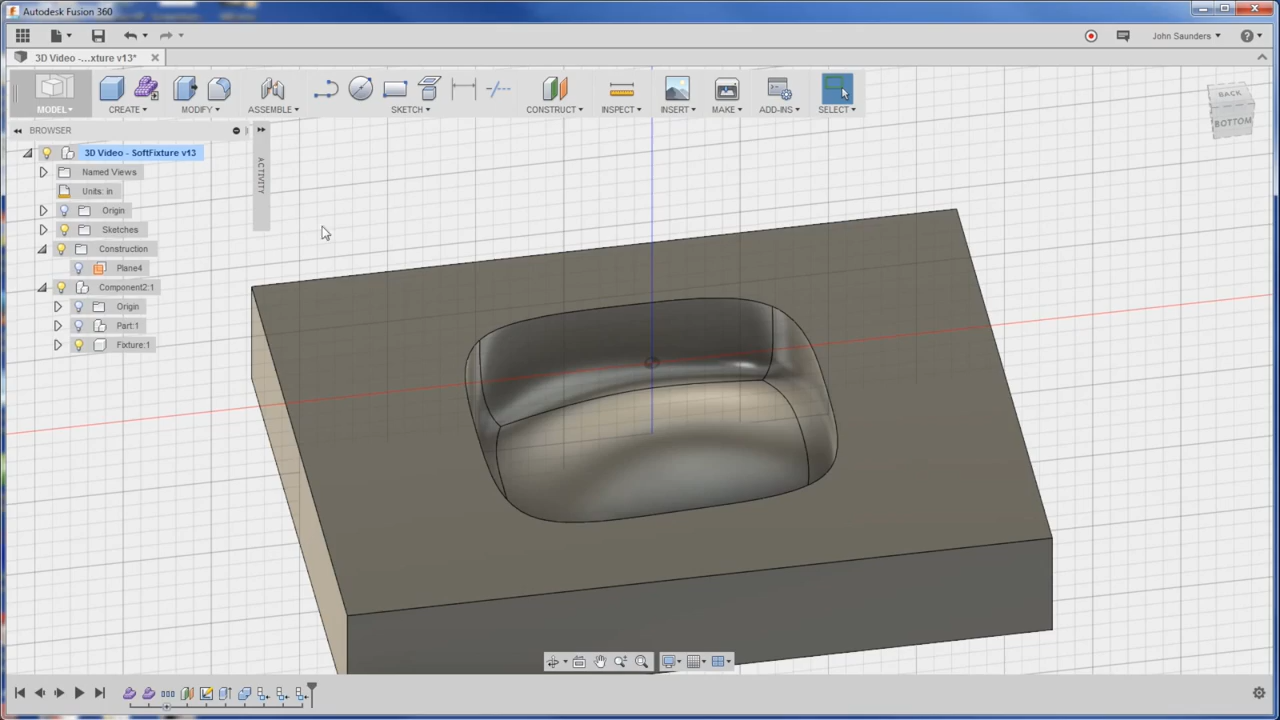 Autodesk Fusion 360
John Saunders
3D Video -...xture v13*
MODEL
CREATE
MODIFY
ASSEMBLE
SKETCH
CONSTRUCT
INSPECT
INSERT
MAKE
ADD-INS
SELECT
BACK
BOTTOM
BROWSER
ACTIVITY
3D Video - SoftFixture v13
Named Views
Units: in
Origin
Sketches
Construction
Plane4
Component2:1
Origin
Part:1
Fixture:1